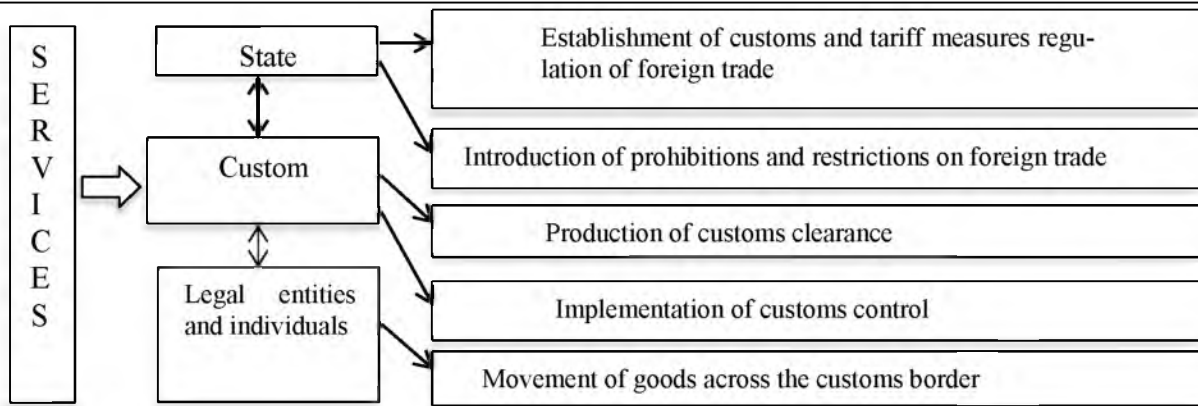 SERVICES
State
Custom
Legal entities
and individuals
Establishment of customs and tariff measures regu-
lation of foreign trade
Introduction of prohibitions and restrictions on foreign trade
Production of customs clearance
Implementation of customs control
Movement of goods across the customs border